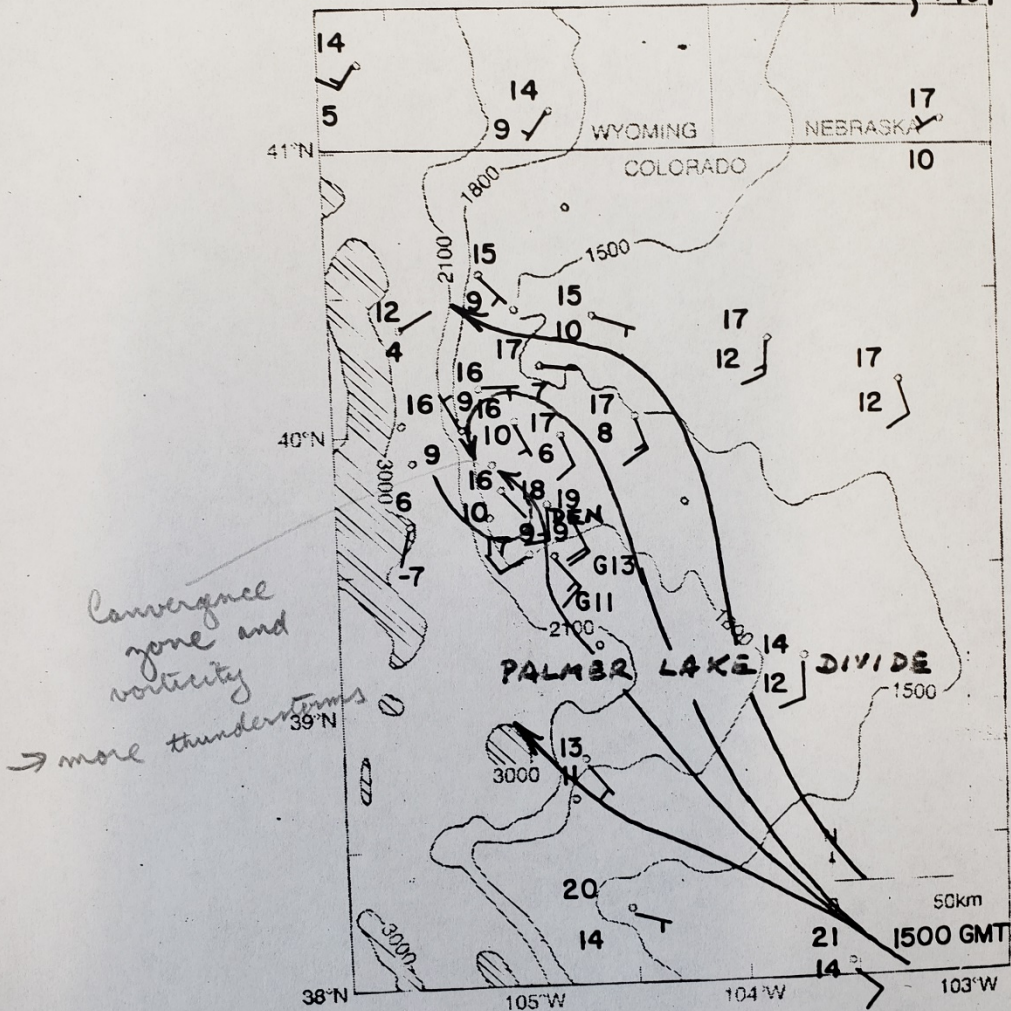 14
5
14
9
WYOMING
NEBRASKA
17
10
41°N
COLORADO
1800
2100
1500
15
9
15
10
12
4
17
17
12
17
12
16
9
7
16
16
10
17
6
17
8
40°N
9
3000
16
18
19
DEN
6
10
9
9
-7
17
G13
G11
2100
1800
14
12
PALMER LAKE DIVIDE
1500
Convergence
zone and
vorticity
→ more thunderstorms
39°N
13
11
3000
20
14
N
50km
21
14
1500 GMT
3000
38°N
105°W
104°W
103°W